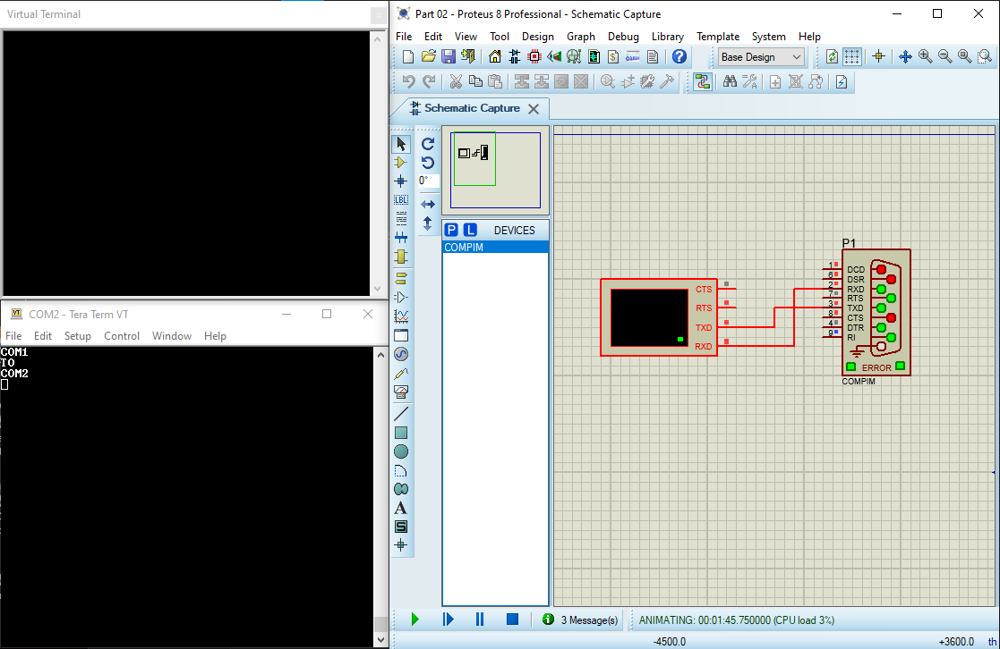 Virtual Terminal
Part 02 - Proteus 8 Professional - Schematic Capture
File Edit View Tool Design Graph Debug Library Template System Help
Base Design
Schematic Capture
0°
LBL
P L DEVICES
COMPIM
COM2 - Tera Term VT
File Edit Setup Control Window Help
COM1
TO
COM2
CTS
RTS
TXD
RXD
P1
1 DCD
6 DSR
2 RXD
7 RTS
3 TXD
8 CTS
4 DTR
9 RI
ERROR
COMPIM
A
S
3 Message(s)
ANIMATING: 00:01:45.750000 (CPU load 3%)
-4500.0 +3600.0 th